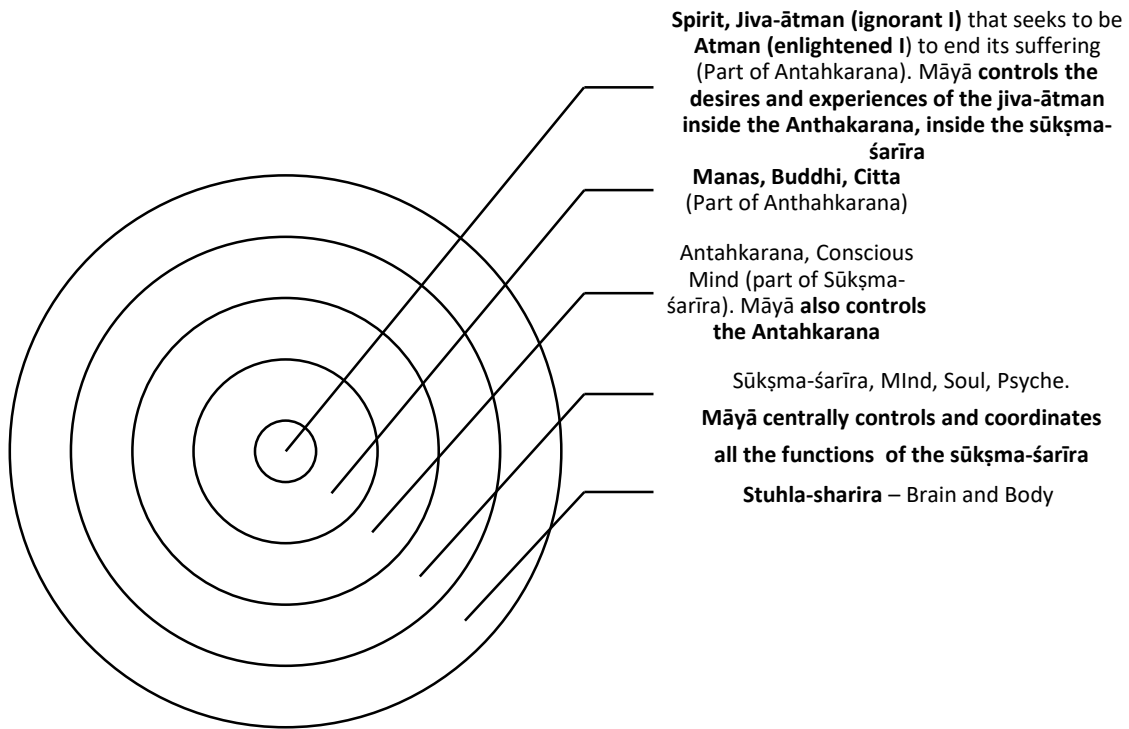 Spirit, Jiva-ātman (ignorant I) that seeks to be
Atman (enlightened I) to end its suffering
(Part of Antahkarana). Māyā controls the
desires and experiences of the jiva-ātman
inside the Anthakarana, inside the sūkṣma-
śarīra
Manas, Buddhi, Citta
(Part of Anthahkarana)
Antahkarana, Conscious
Mind (part of Sūkṣma-
śarīra). Māyā also controls
the Antahkarana
Sūkṣma-śarīra, MInd, Soul, Psyche.
Māyā centrally controls and coordinates
all the functions of the sūkṣma-śarīra
Stuhla-sharira – Brain and Body